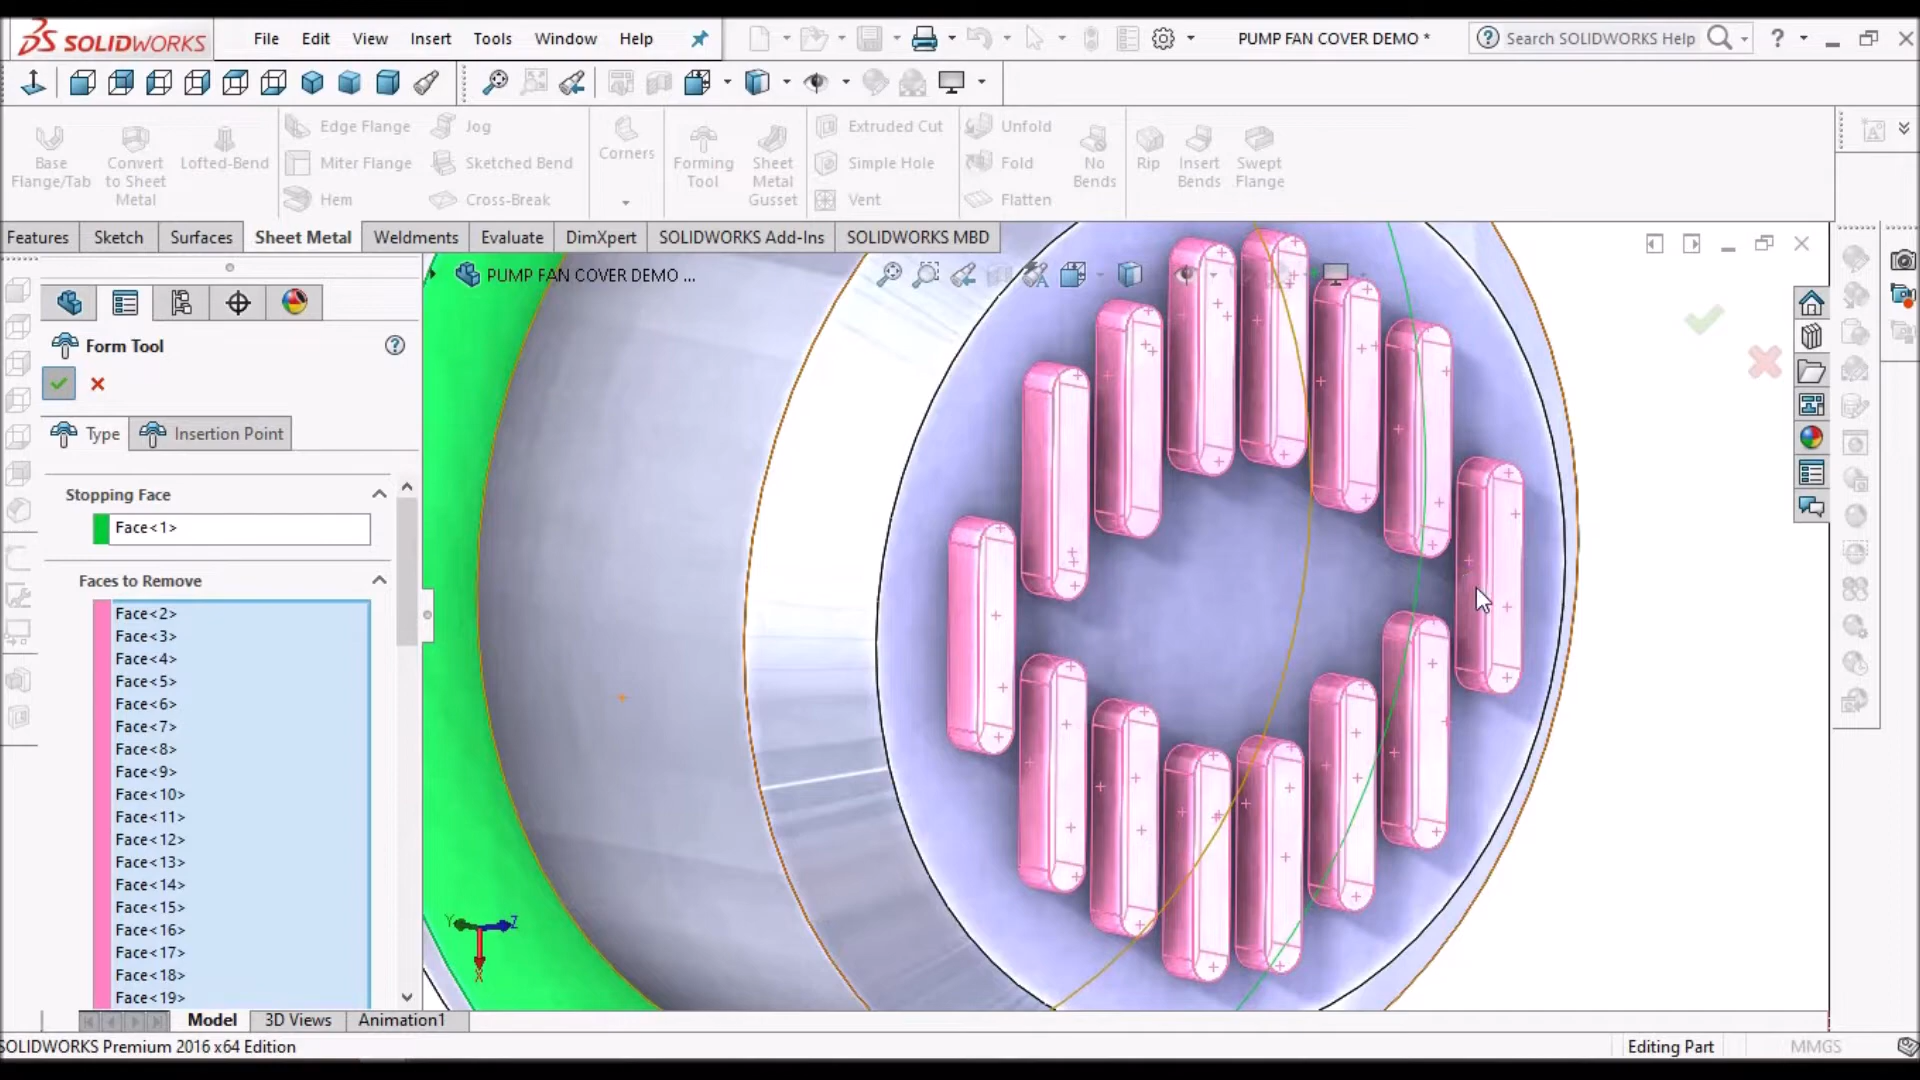 SOLIDWORKS
File Edit View Insert Tools Window Help
PUMP FAN COVER DEMO *
Search SOLIDWORKS Help
?
Base Flange/Tab
Convert to Sheet Metal
Lofted-Bend
Edge Flange
Miter Flange
Hem
Jog
Sketched Bend
Cross-Break
Corners
Forming Tool
Sheet Metal Gusset
Extruded Cut
Simple Hole
Vent
Unfold
Fold
Flatten
No Bends
Rip
Insert Bends
Swept Flange
Features Sketch Surfaces Sheet Metal Weldments Evaluate DimXpert SOLIDWORKS Add-Ins SOLIDWORKS MBD
PUMP FAN COVER DEMO ...
Form Tool
Type Insertion Point
Stopping Face
Face<1>
Faces to Remove
Face<2>
Face<3>
Face<4>
Face<5>
Face<6>
Face<7>
Face<8>
Face<9>
Face<10>
Face<11>
Face<12>
Face<13>
Face<14>
Face<15>
Face<16>
Face<17>
Face<18>
Face<19>
Y Z
X
Model 3D Views Animation1
SOLIDWORKS Premium 2016 x64 Edition
Editing Part MMGS